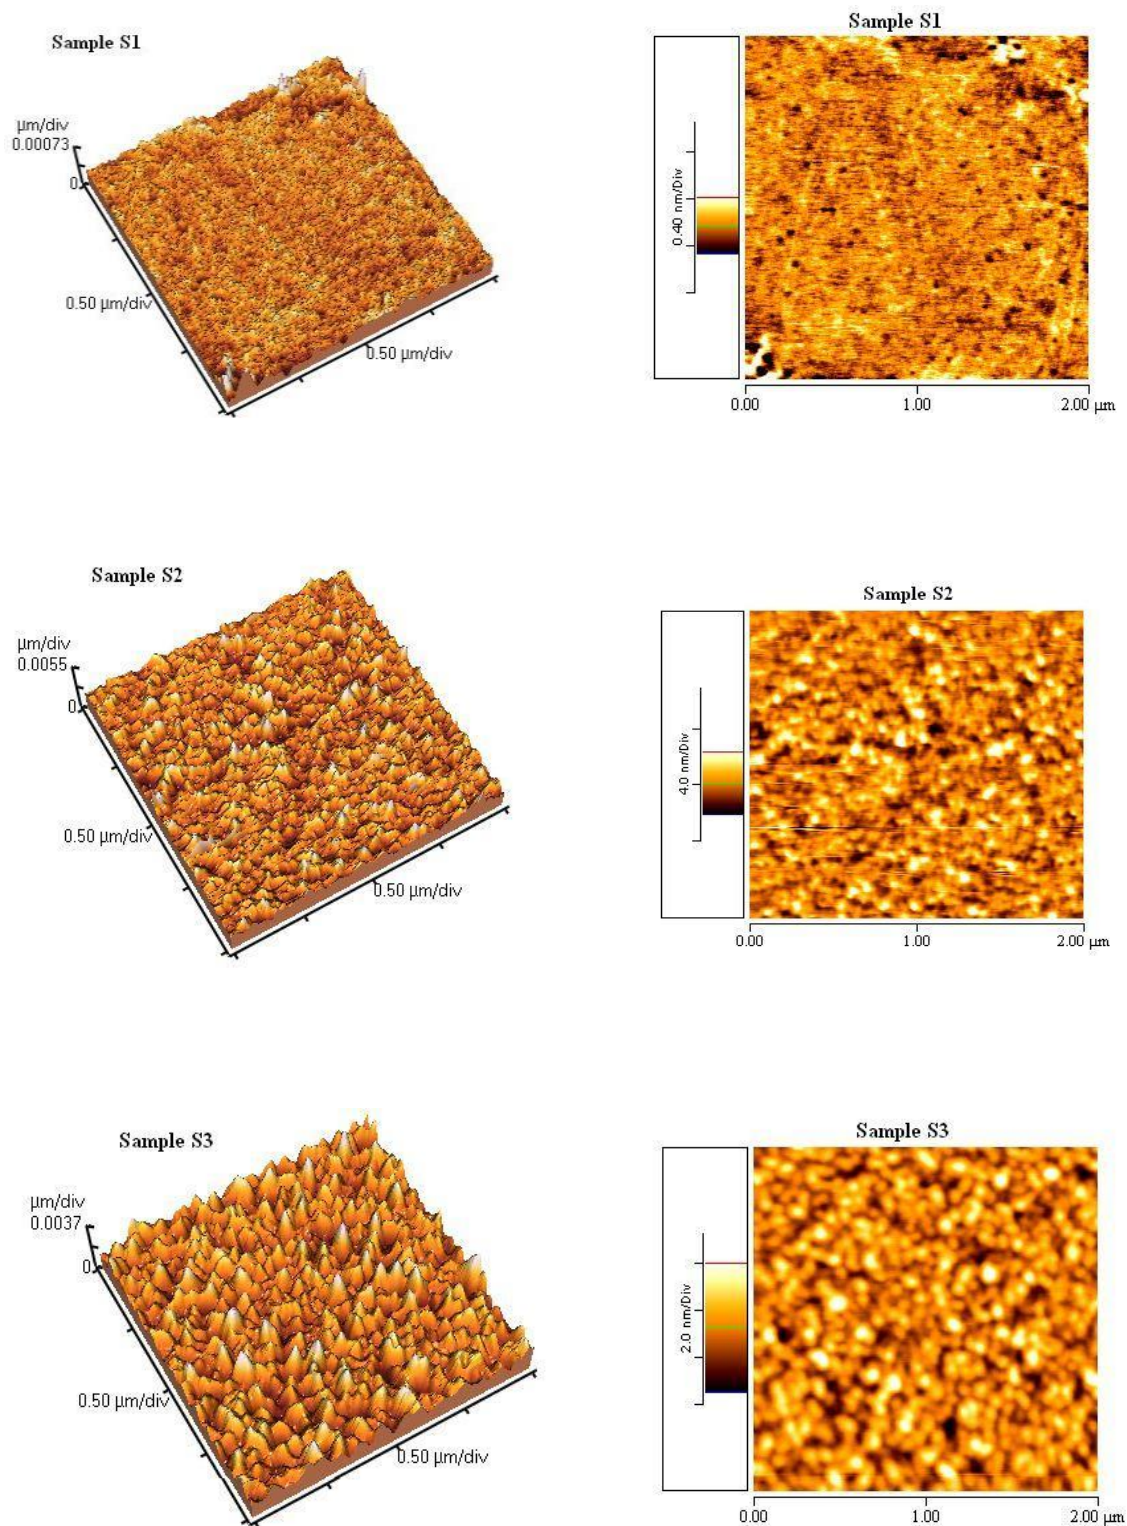 Sample S1
µm/div
0.00073
0
0.50 µm/div
0.50 µm/div
Sample S1
0.40 nm/Div
0.00
1.00
2.00 µm
Sample S2
µm/div
0.0055
0
0.50 µm/div
0.50 µm/div
Sample S2
4.0 nm/Div
0.00
1.00
2.00 µm
Sample S3
µm/div
0.0037
0
0.50 µm/div
0.50 µm/div
Sample S3
2.0 nm/Div
0.00
1.00
2.00 µm